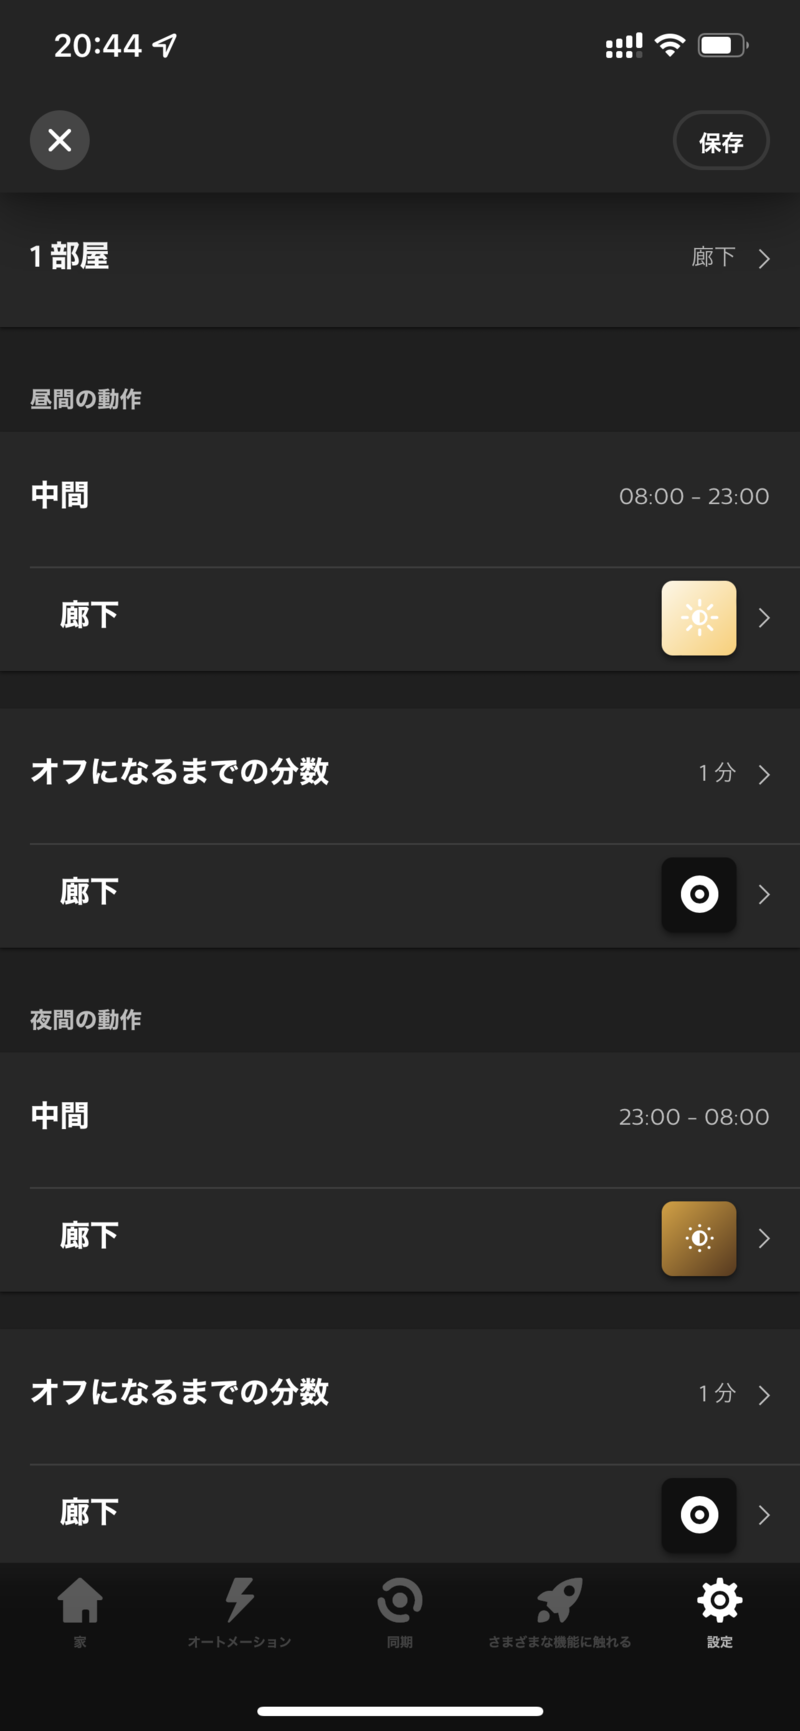 20:44
保存
1 部屋
廊下
昼間の動作
中間
08:00 – 23:00
廊下
オフになるまでの分数
1 分
廊下
夜間の動作
中間
23:00 – 08:00
廊下
オフになるまでの分数
1 分
廊下
家
オートメーション
同期
さまざまな機能に触れる
設定